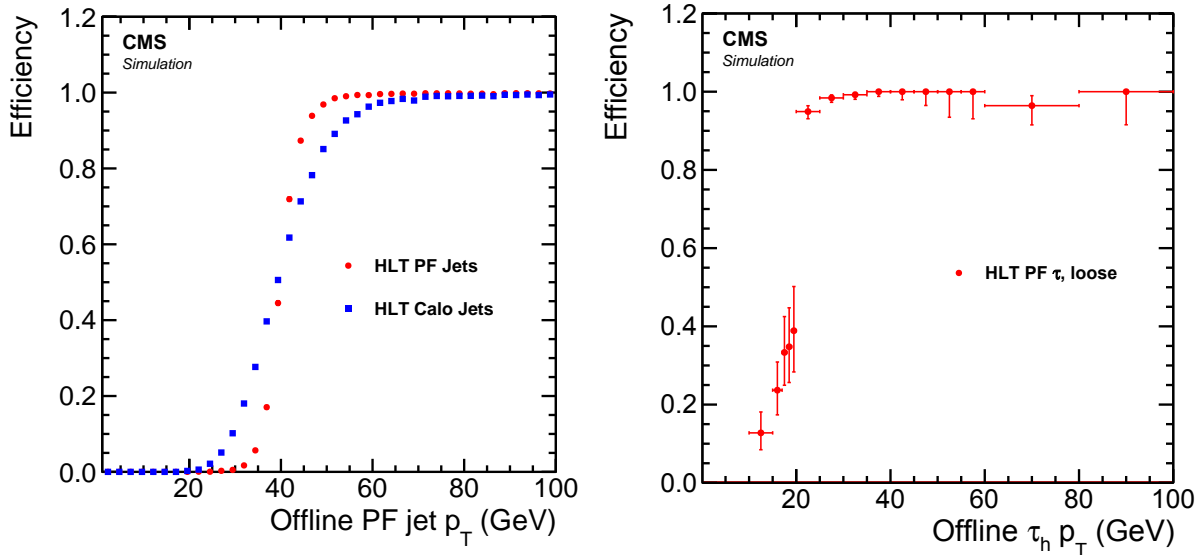 CMS
Simulation
Efficiency
1.2
1.0
0.8
0.6
0.4
0.2
0.0
HLT PF Jets
HLT Calo Jets
20 40 60 80 100
Offline PF jet p_T (GeV)
CMS
Simulation
Efficiency
1.2
1.0
0.8
0.6
0.4
0.2
0.0
HLT PF τ, loose
20 40 60 80 100
Offline τ_h p_T (GeV)